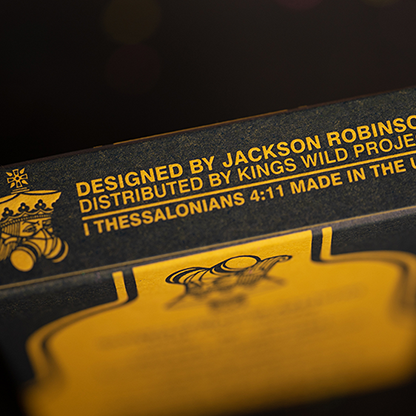 DESIGNED BY JACKSON ROBINSO
DISTRIBUTED BY KINGS WILD PROJE
I THESSALONIANS 4:11 MADE IN THE U